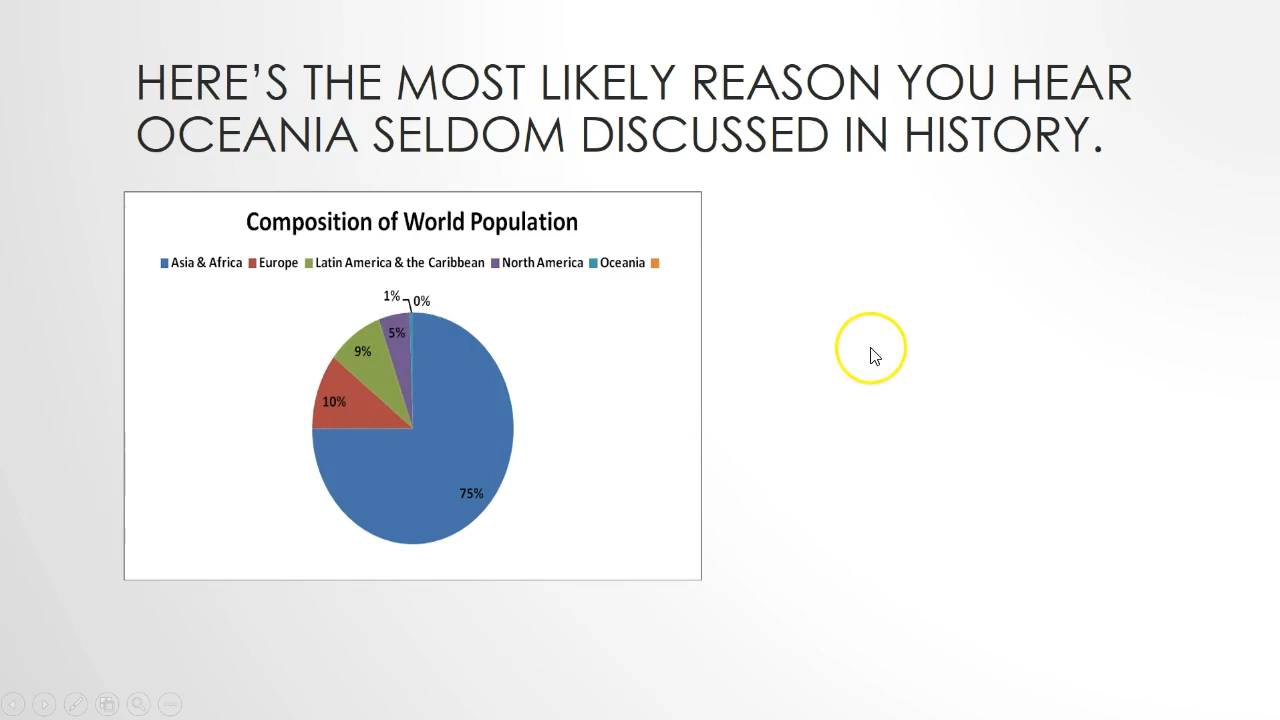 HERE’S THE MOST LIKELY REASON YOU HEAR
OCEANIA SELDOM DISCUSSED IN HISTORY.
Composition of World Population
Asia & Africa Europe Latin America & the Caribbean North America Oceania
1% 0%
5%
9%
10%
75%